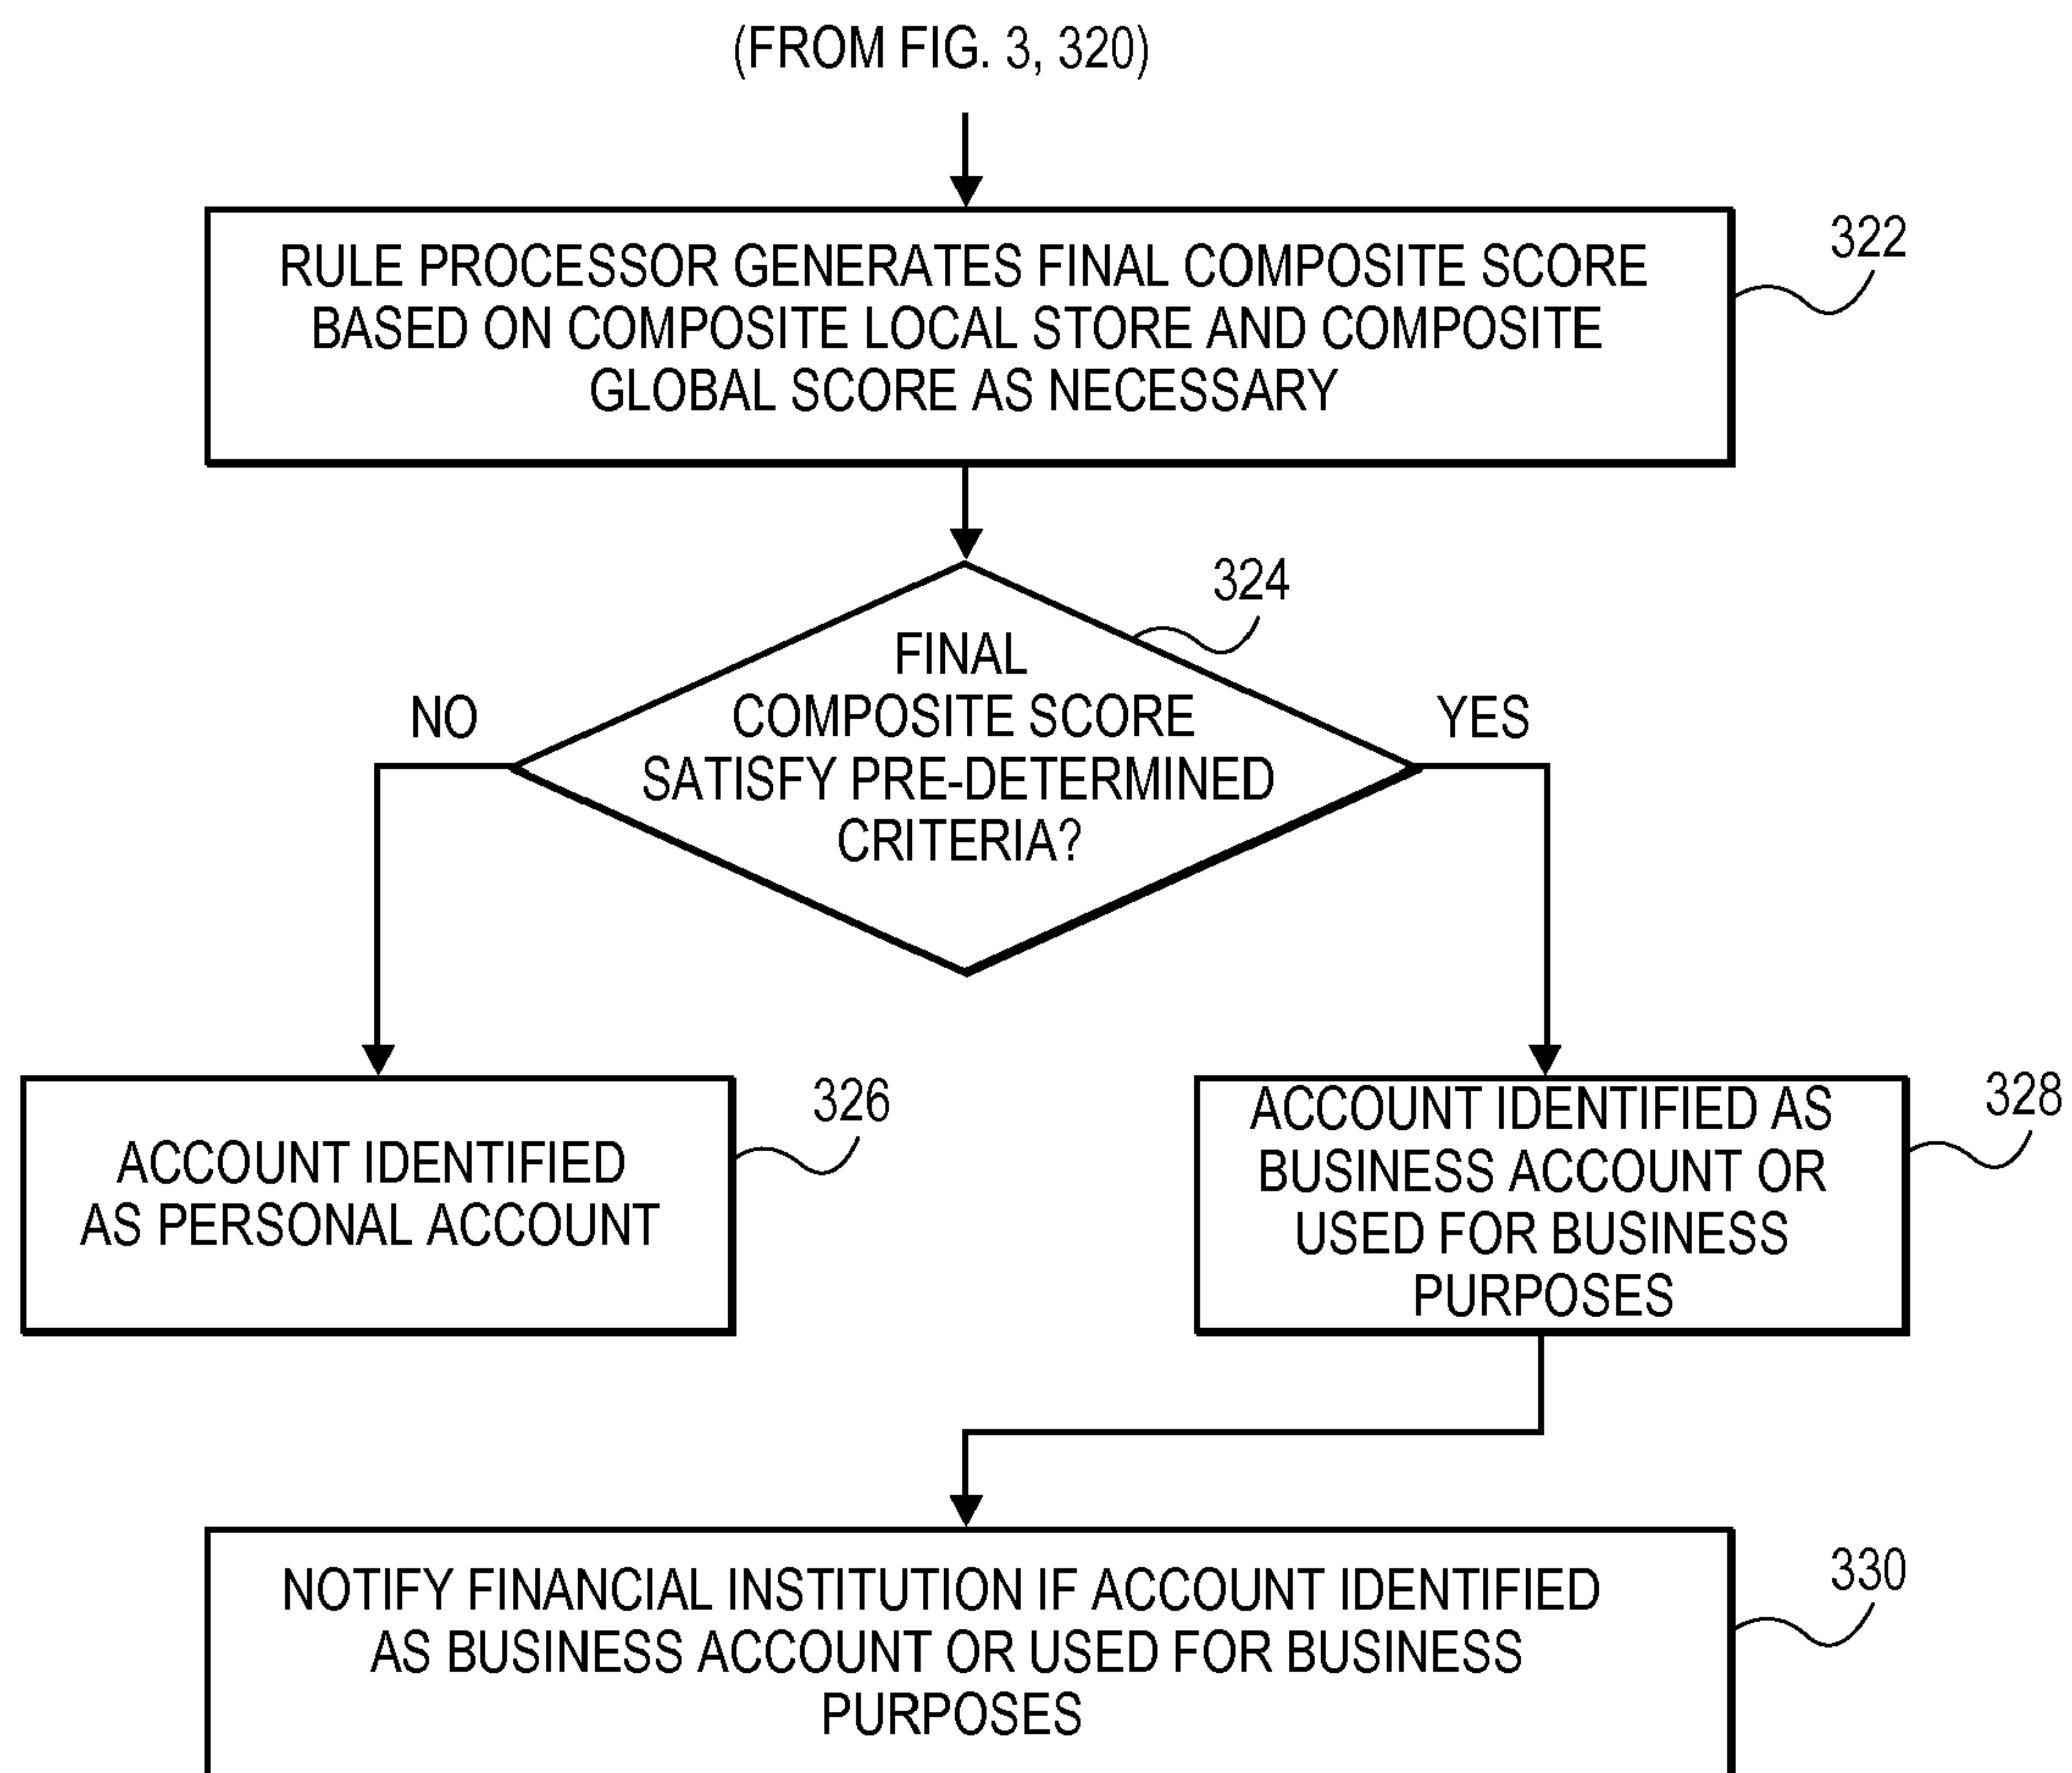 (FROM FIG. 3, 320)
RULE PROCESSOR GENERATES FINAL COMPOSITE SCORE
BASED ON COMPOSITE LOCAL STORE AND COMPOSITE
GLOBAL SCORE AS NECESSARY
322
324
FINAL
COMPOSITE SCORE
SATISFY PRE-DETERMINED
CRITERIA?
NO
YES
ACCOUNT IDENTIFIED
AS PERSONAL ACCOUNT
326
ACCOUNT IDENTIFIED AS
BUSINESS ACCOUNT OR
USED FOR BUSINESS
PURPOSES
328
NOTIFY FINANCIAL INSTITUTION IF ACCOUNT IDENTIFIED
AS BUSINESS ACCOUNT OR USED FOR BUSINESS
PURPOSES
330